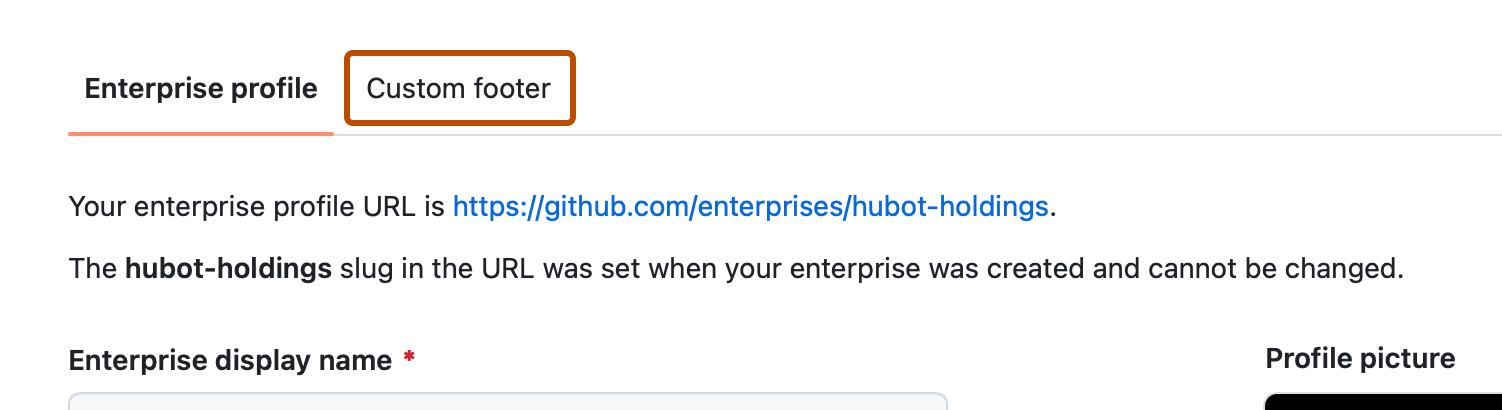 Enterprise profile Custom footer
Your enterprise profile URL is https://github.com/enterprises/hubot-holdings.
The hubot-holdings slug in the URL was set when your enterprise was created and cannot be changed.
Enterprise display name * Profile picture